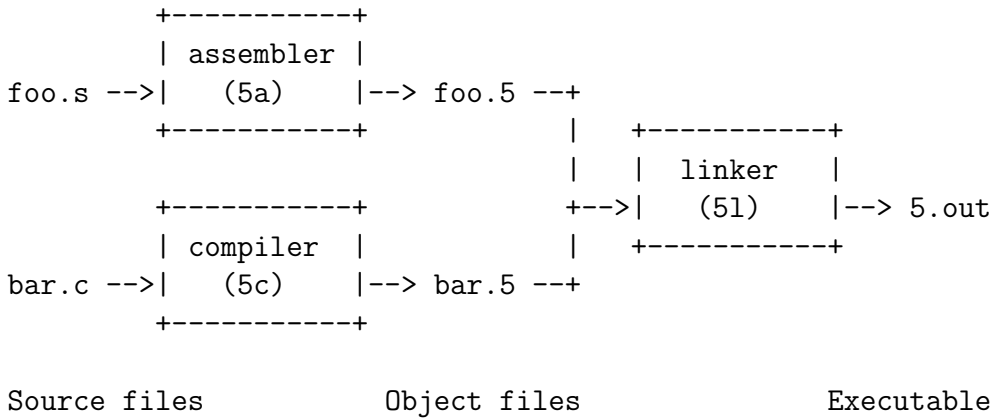 assembler
foo.s -->| (5a) |--> foo.5 --+
linker
+-->| (5l) |--> 5.out
compiler
bar.c -->| (5c) |--> bar.5 --+
Source files Object files Executable